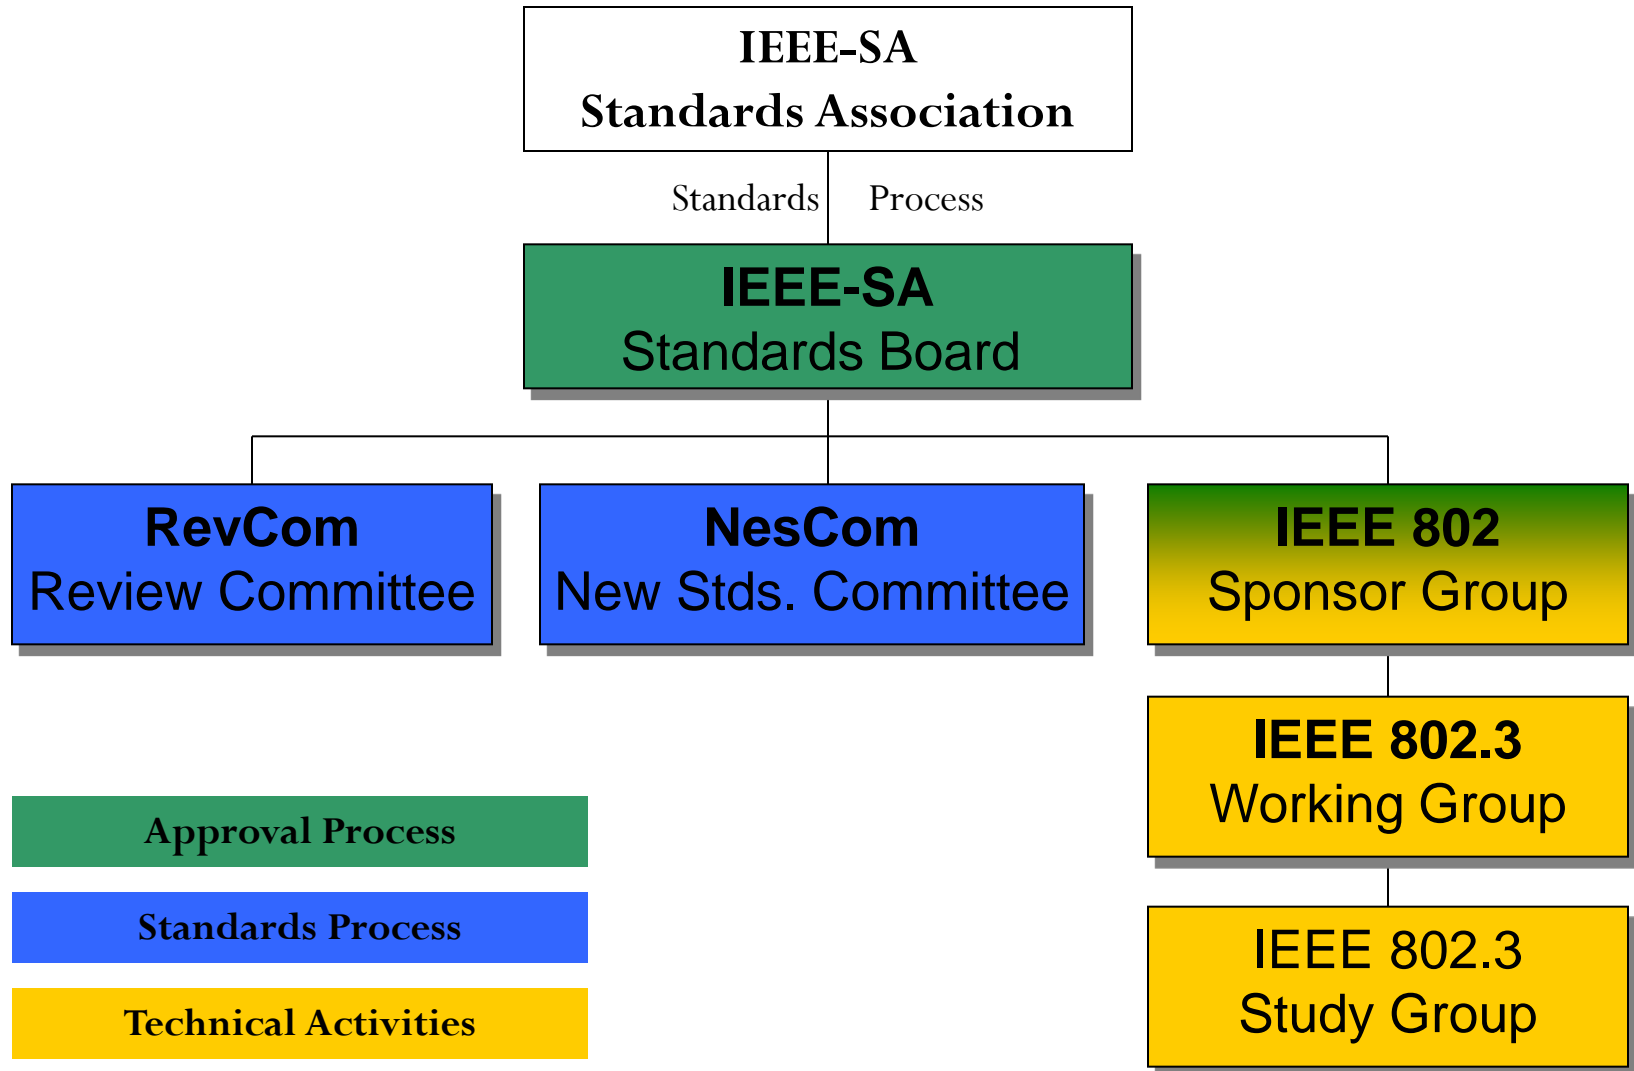 IEEE-SA
Standards Association
Standards Process
IEEE-SA
Standards Board
RevCom
Review Committee
NesCom
New Stds. Committee
IEEE 802
Sponsor Group
IEEE 802.3
Working Group
IEEE 802.3
Study Group
Approval Process
Standards Process
Technical Activities